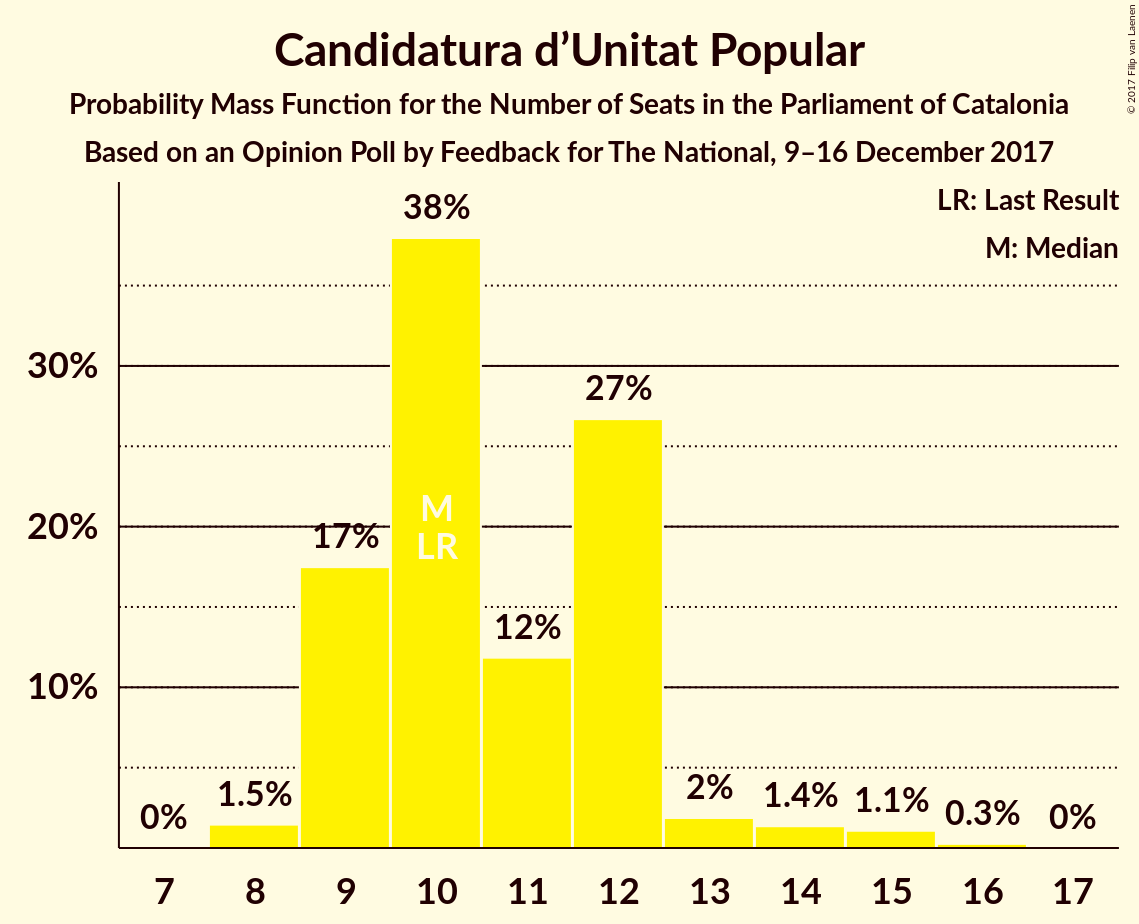 Candidatura d’Unitat Popular
Probability Mass Function for the Number of Seats in the Parliament of Catalonia
Based on an Opinion Poll by Feedback for The National, 9–16 December 2017
© 2017 Filip van Laenen
LR: Last Result
M: Median
38%
30%
27%
M
20%
17%
LR
12%
10%
0%
1.5%
2%
1.4%
1.1%
0.3%
0%
7 8 9 10 11 12 13 14 15 16 17